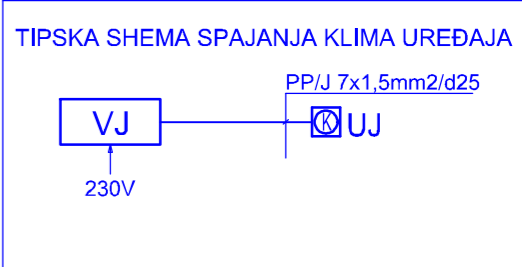 TIPSKA SHEMA SPAJANJA KLIMA UREĐAJA
PP/J 7x1,5mm2/d25
VJ
K UJ
230V